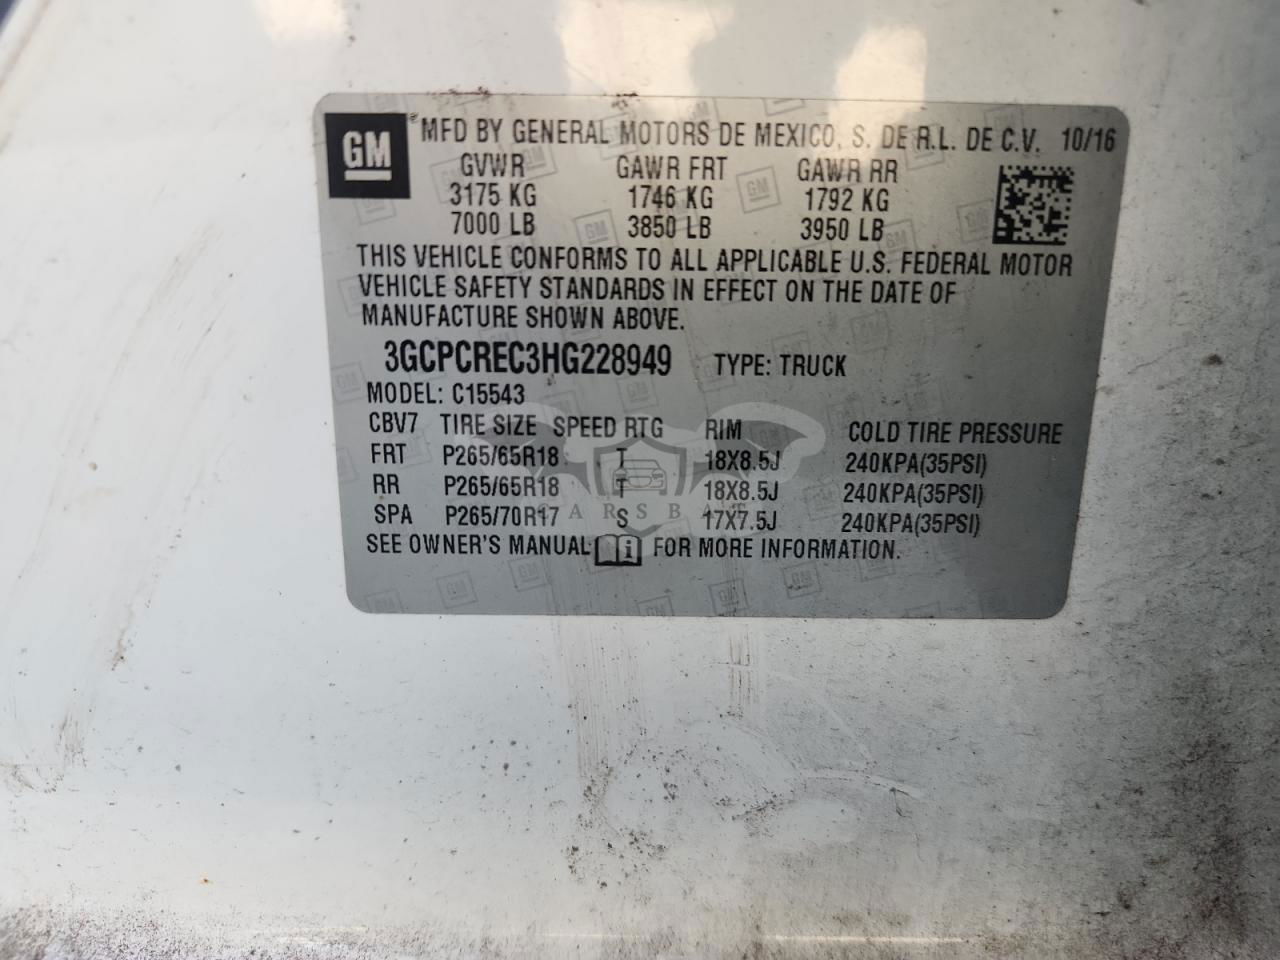 GM ® MFD BY GENERAL MOTORS DE MEXICO, S. DE R.L. DE C.V. 10/16
GVWR GAWR FRT GAWR RR
3175 KG 1746 KG 1792 KG
7000 LB 3850 LB 3950 LB
THIS VEHICLE CONFORMS TO ALL APPLICABLE U.S. FEDERAL MOTOR
VEHICLE SAFETY STANDARDS IN EFFECT ON THE DATE OF
MANUFACTURE SHOWN ABOVE.
3GCPCREC3HG228949 TYPE: TRUCK
MODEL: C15543
CBV7 TIRE SIZE SPEED RTG RIM COLD TIRE PRESSURE
FRT P265/65R18 T 18X8.5J 240KPA(35PSI)
RR P265/65R18 T 18X8.5J 240KPA(35PSI)
SPA P265/70R17 S 17X7.5J 240KPA(35PSI)
SEE OWNER'S MANUAL FOR MORE INFORMATION.